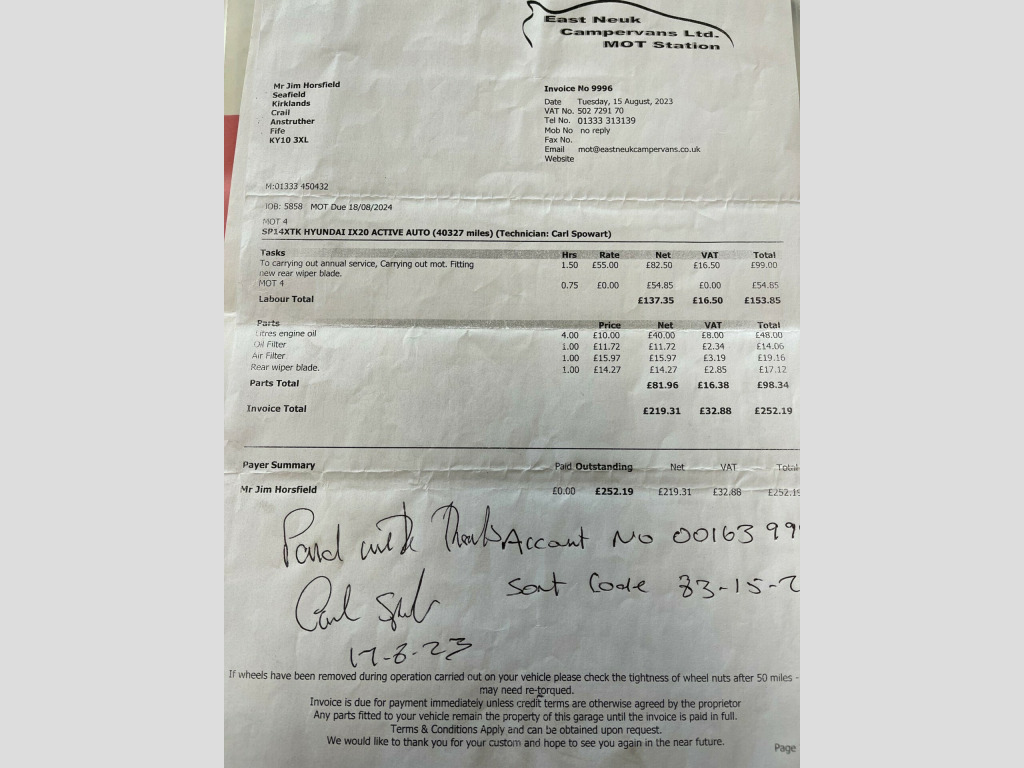 East Neuk
Campervans Ltd.
MOT Station
Mr Jim Horsfield
Seafield
Kirklands
Crail
Anstruther
Fife
KY10 3XL
Invoice No 9996
Date Tuesday, 15 August, 2023
VAT No. 502 7291 70
Tel No. 01333 313139
Mob No no reply
Fax No.
Email mot@eastneukcampervans.co.uk
Website
M:01333 450432
JOB: 5858 MOT Due 18/08/2024
MOT 4
SP14XTK HYUNDAI IX20 ACTIVE AUTO (40327 miles) (Technician: Carl Spowart)
Tasks Hrs Rate Net VAT Total
To carrying out annual service, Carrying out mot. Fitting 1.50 £55.00 £82.50 £16.50 £99.00
new rear wiper blade.
MOT 4 0.75 £0.00 £54.85 £0.00 £54.85
Labour Total £137.35 £16.50 £153.85
Parts Price Net VAT Total
Litres engine oil 4.00 £10.00 £40.00 £8.00 £48.00
Oil Filter 1.00 £11.72 £11.72 £2.34 £14.06
Air Filter 1.00 £15.97 £15.97 £3.19 £19.16
Rear wiper blade. 1.00 £14.27 £14.27 £2.85 £17.12
Parts Total £81.96 £16.38 £98.34
Invoice Total £219.31 £32.88 £252.19
Payer Summary Paid Outstanding Net VAT Total
Mr Jim Horsfield £0.00 £252.19 £219.31 £32.88 £252.19
Paid with Thanks Account No 00163 99
Sort Code 83-15-2
Carl
17-8-23
If wheels have been removed during operation carried out on your vehicle please check the tightness of wheel nuts after 50 miles -
may need re-torqued.
Invoice is due for payment immediately unless credit terms are otherwise agreed by the proprietor
Any parts fitted to your vehicle remain the property of this garage until the invoice is paid in full.
Terms & Conditions Apply and can be obtained upon request.
We would like to thank you for your custom and hope to see you again in the near future.
Page